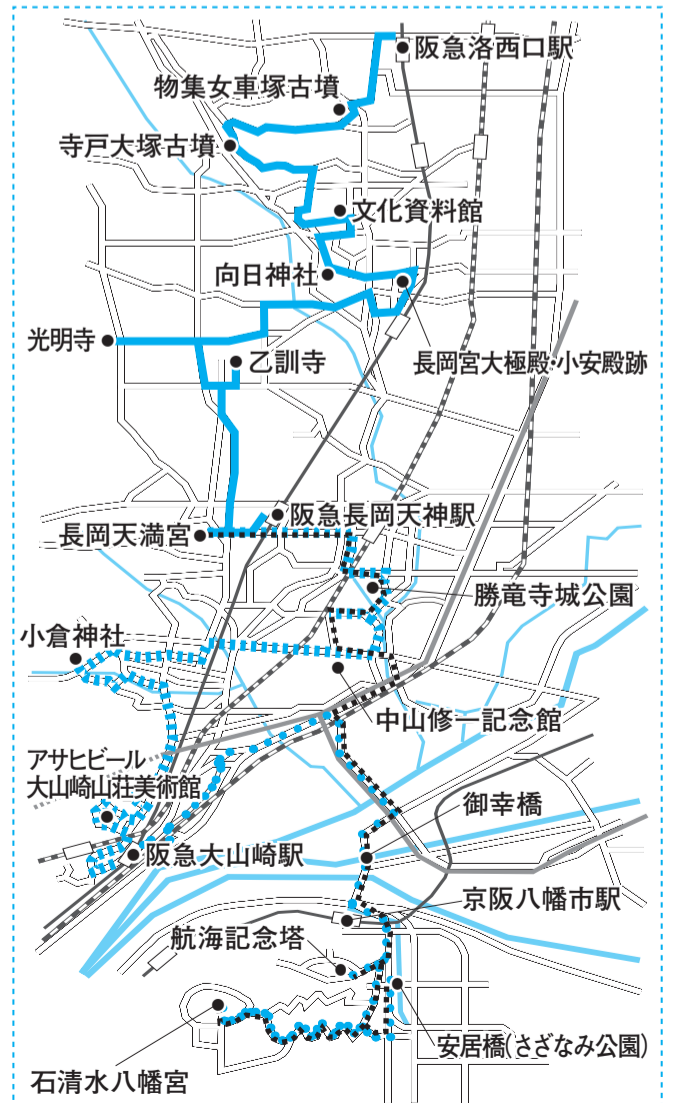 阪急洛西口駅
物集女車塚古墳
寺戸大塚古墳
文化資料館
向日神社
光明寺
乙訓寺
長岡宮大極殿・小安殿跡
阪急長岡天神駅
長岡天満宮
勝竜寺城公園
小倉神社
中山修一記念館
アサヒビール
大山崎山荘美術館
御幸橋
阪急大山崎駅
京阪八幡市駅
航海記念塔
安居橋(さざなみ公園)
石清水八幡宮